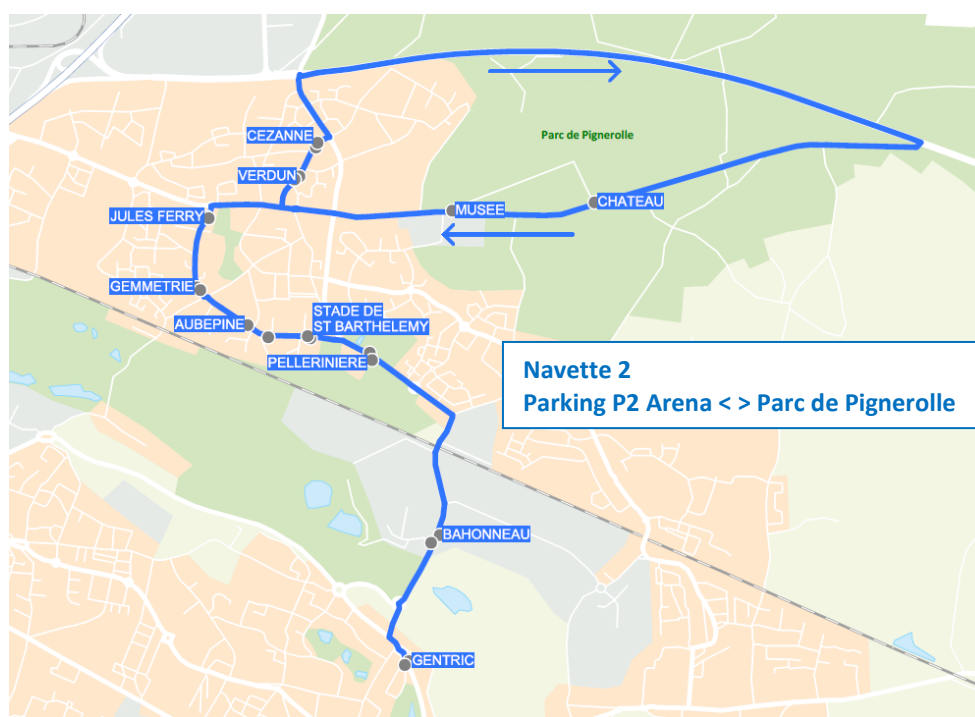 CEZANNE
Parc de Pignerolle
VERDUN
MUSEE
CHATEAU
JULES FERRY
GEMMETRIE
STADE DE
ST BARTHELEMY
AUBEPINE
PELLERINIERE
Navette 2
Parking P2 Arena < > Parc de Pignerolle
BAHONNEAU
GENTRIC